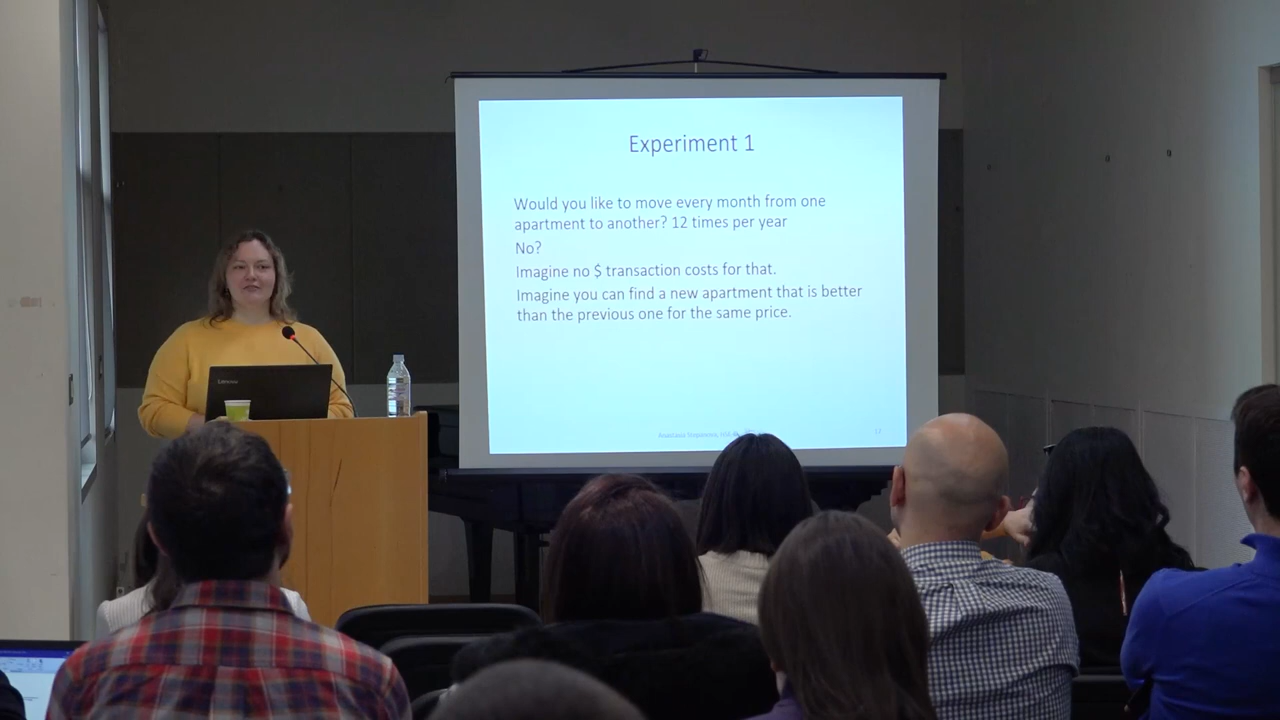 Experiment 1
Would you like to move every month from one
apartment to another? 12 times per year
No?
Imagine no $ transaction costs for that.
Imagine you can find a new apartment that is better
than the previous one for the same price.
17
Lenovo